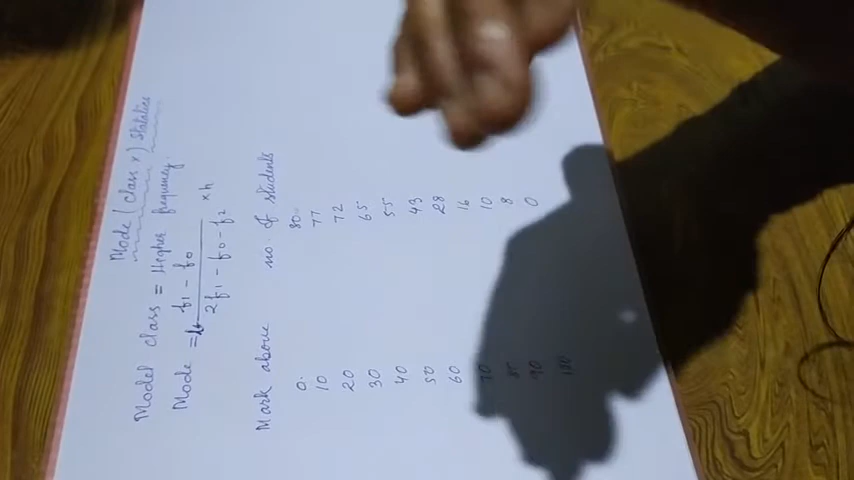 Mode (class x) Statistics
Model class = Higher frequency.
Mode = l + f1 - f0 / 2f1 - f0 - f2 x h
Mark above no. of students
0. 80.
10 77
20 72
30 65
40 55
50 43
60 28
70 16
80 10
90 8
100 0